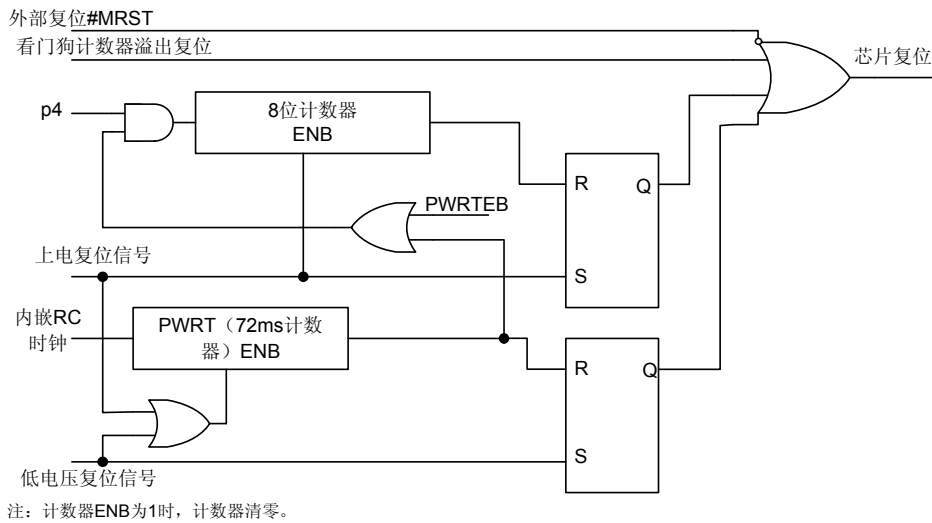 外部复位#MRST
看门狗计数器溢出复位
芯片复位
p4
8位计数器
ENB
R
Q
PWRTEB
上电复位信号
S
内嵌RC
时钟
PWRT（72ms计数
器）ENB
R
Q
S
低电压复位信号
注：计数器ENB为1时，计数器清零。